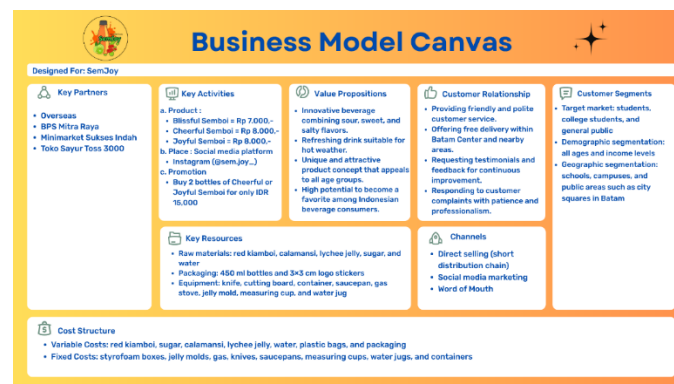 SemJoy
Business Model Canvas
Designed For: SemJoy
Key Partners
• Overseas
• BPS Mitra Raya
• Minimarket Sukses Indah
• Toko Sayur Toss 3000
Key Activities
a. Product :
• Blissful Semboi = Rp 7.000,-
• Cheerful Semboi = Rp 8.000,-
• Joyful Semboi = Rp 8.000,-
b. Place : Social media platform
• Instagram (@sem.joy_)
c. Promotion
• Buy 2 bottles of Cheerful or
Joyful Semboi for only IDR
15,000
Value Propositions
• Innovative beverage
combining sour, sweet, and
salty flavors.
• Refreshing drink suitable for
hot weather.
• Unique and attractive
product concept that appeals
to all age groups.
• High potential to become a
favorite among Indonesian
beverage consumers.
Customer Relationship
• Providing friendly and polite
customer service.
• Offering free delivery within
Batam Center and nearby
areas.
• Requesting testimonials and
feedback for continuous
improvement.
• Responding to customer
complaints with patience and
professionalism.
Customer Segments
• Target market: students,
college students, and
general public
• Demographic segmentation:
all ages and income levels
• Geographic segmentation:
schools, campuses, and
public areas such as city
squares in Batam
Key Resources
• Raw materials: red kiamboi, calamansi, lychee jelly, sugar, and
water
• Packaging: 450 ml bottles and 3×3 cm logo stickers
• Equipment: knife, cutting board, container, saucepan, gas
stove, jelly mold, measuring cup, and water jug
Channels
• Direct selling (short
distribution chain)
• Social media marketing
• Word of Mouth
Cost Structure
• Variable Costs: red kiamboi, sugar, calamansi, lychee jelly, water, plastic bags, and packaging
• Fixed Costs: styrofoam boxes, jelly molds, gas, knives, saucepans, measuring cups, water jugs, and containers